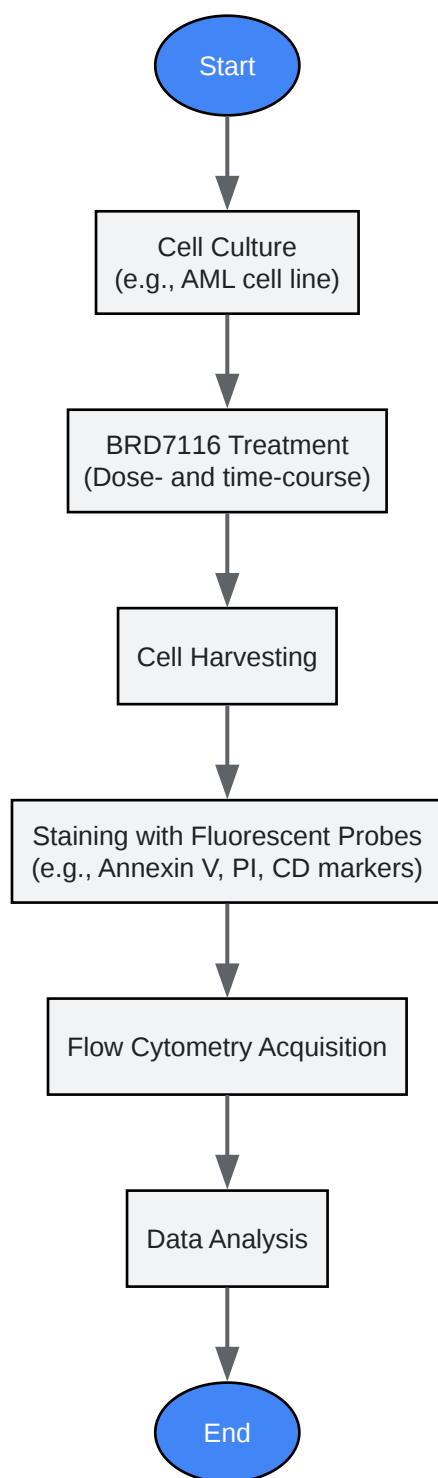 Start
Cell Culture
(e.g., AML cell line)
BRD7116 Treatment
(Dose- and time-course)
Cell Harvesting
Staining with Fluorescent Probes
(e.g., Annexin V, PI, CD markers)
Flow Cytometry Acquisition
Data Analysis
End